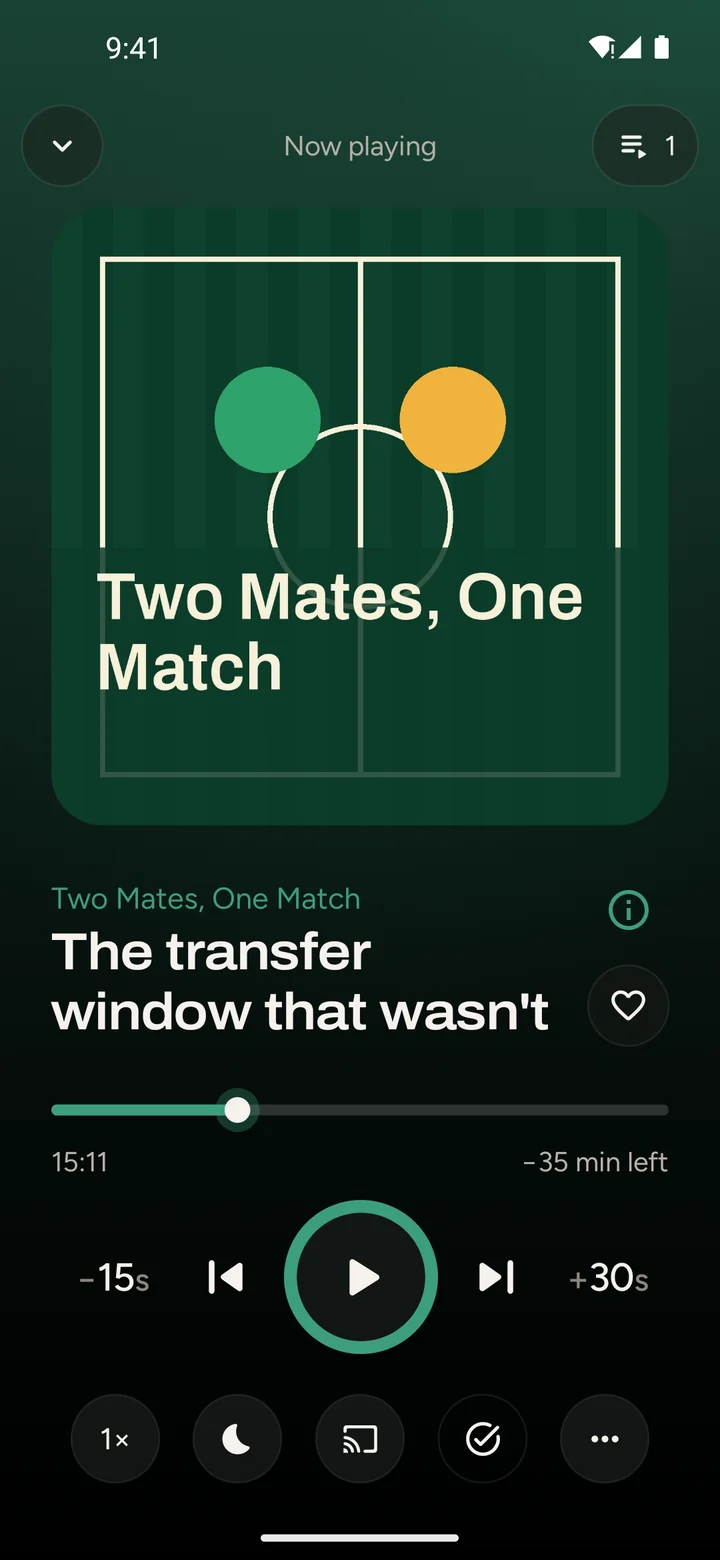 9:41
Now playing
1
Two Mates, One
Match
Two Mates, One Match
The transfer
window that wasn't
15:11
−35 min left
−15s
+30s
1×